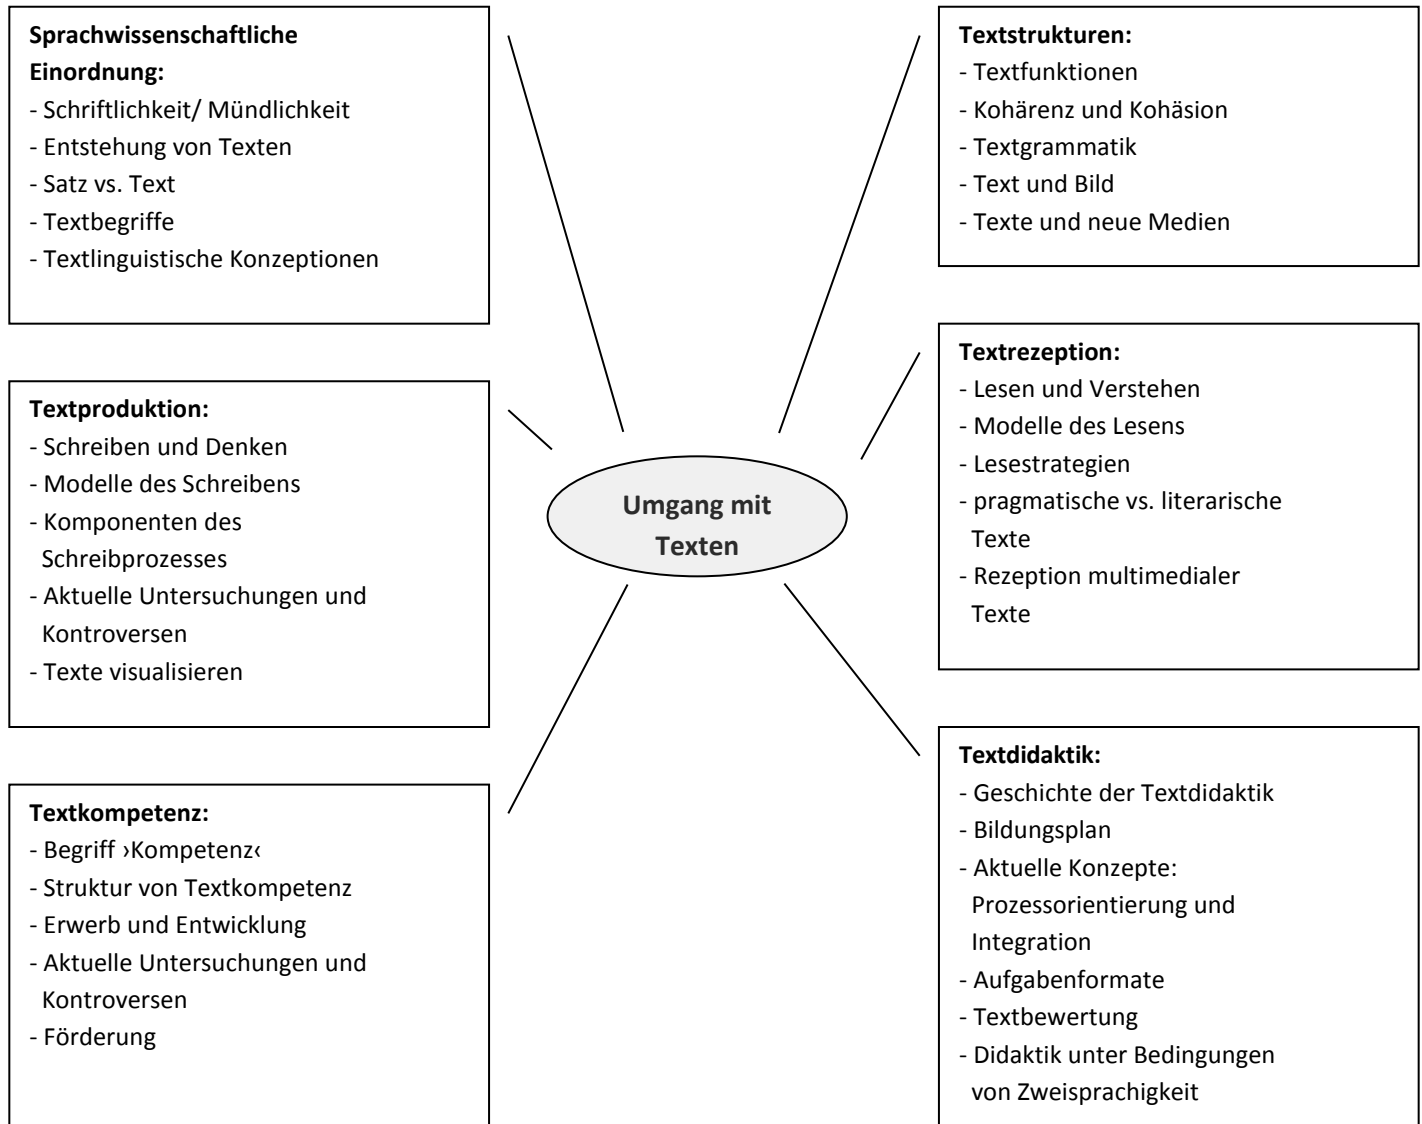 Sprachwissenschaftliche
Einordnung:
- Schriftlichkeit/ Mündlichkeit
- Entstehung von Texten
- Satz vs. Text
- Textbegriffe
- Textlinguistische Konzeptionen
Textproduktion:
- Schreiben und Denken
- Modelle des Schreibens
- Komponenten des
Schreibprozesses
- Aktuelle Untersuchungen und
Kontroversen
- Texte visualisieren
Textkompetenz:
- Begriff ›Kompetenz‹
- Struktur von Textkompetenz
- Erwerb und Entwicklung
- Aktuelle Untersuchungen und
Kontroversen
- Förderung
Umgang mit
Texten
Textstrukturen:
- Textfunktionen
- Kohärenz und Kohäsion
- Textgrammatik
- Text und Bild
- Texte und neue Medien
Textrezeption:
- Lesen und Verstehen
- Modelle des Lesens
- Lesestrategien
- pragmatische vs. literarische
Texte
- Rezeption multimedialer
Texte
Textdidaktik:
- Geschichte der Textdidaktik
- Bildungsplan
- Aktuelle Konzepte:
Prozessorientierung und
Integration
- Aufgabenformate
- Textbewertung
- Didaktik unter Bedingungen
von Zweisprachigkeit